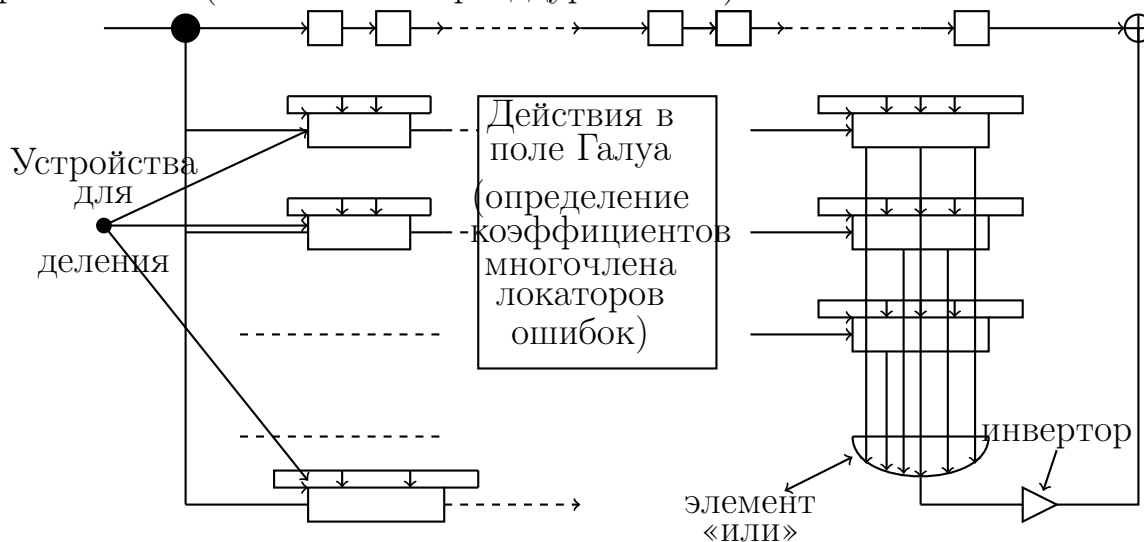 Действия в
поле Галуа
(определение
коэффициентов
многочлена
локаторов
ошибок)
Устройства
для
деления
инвертор
элемент
«или»